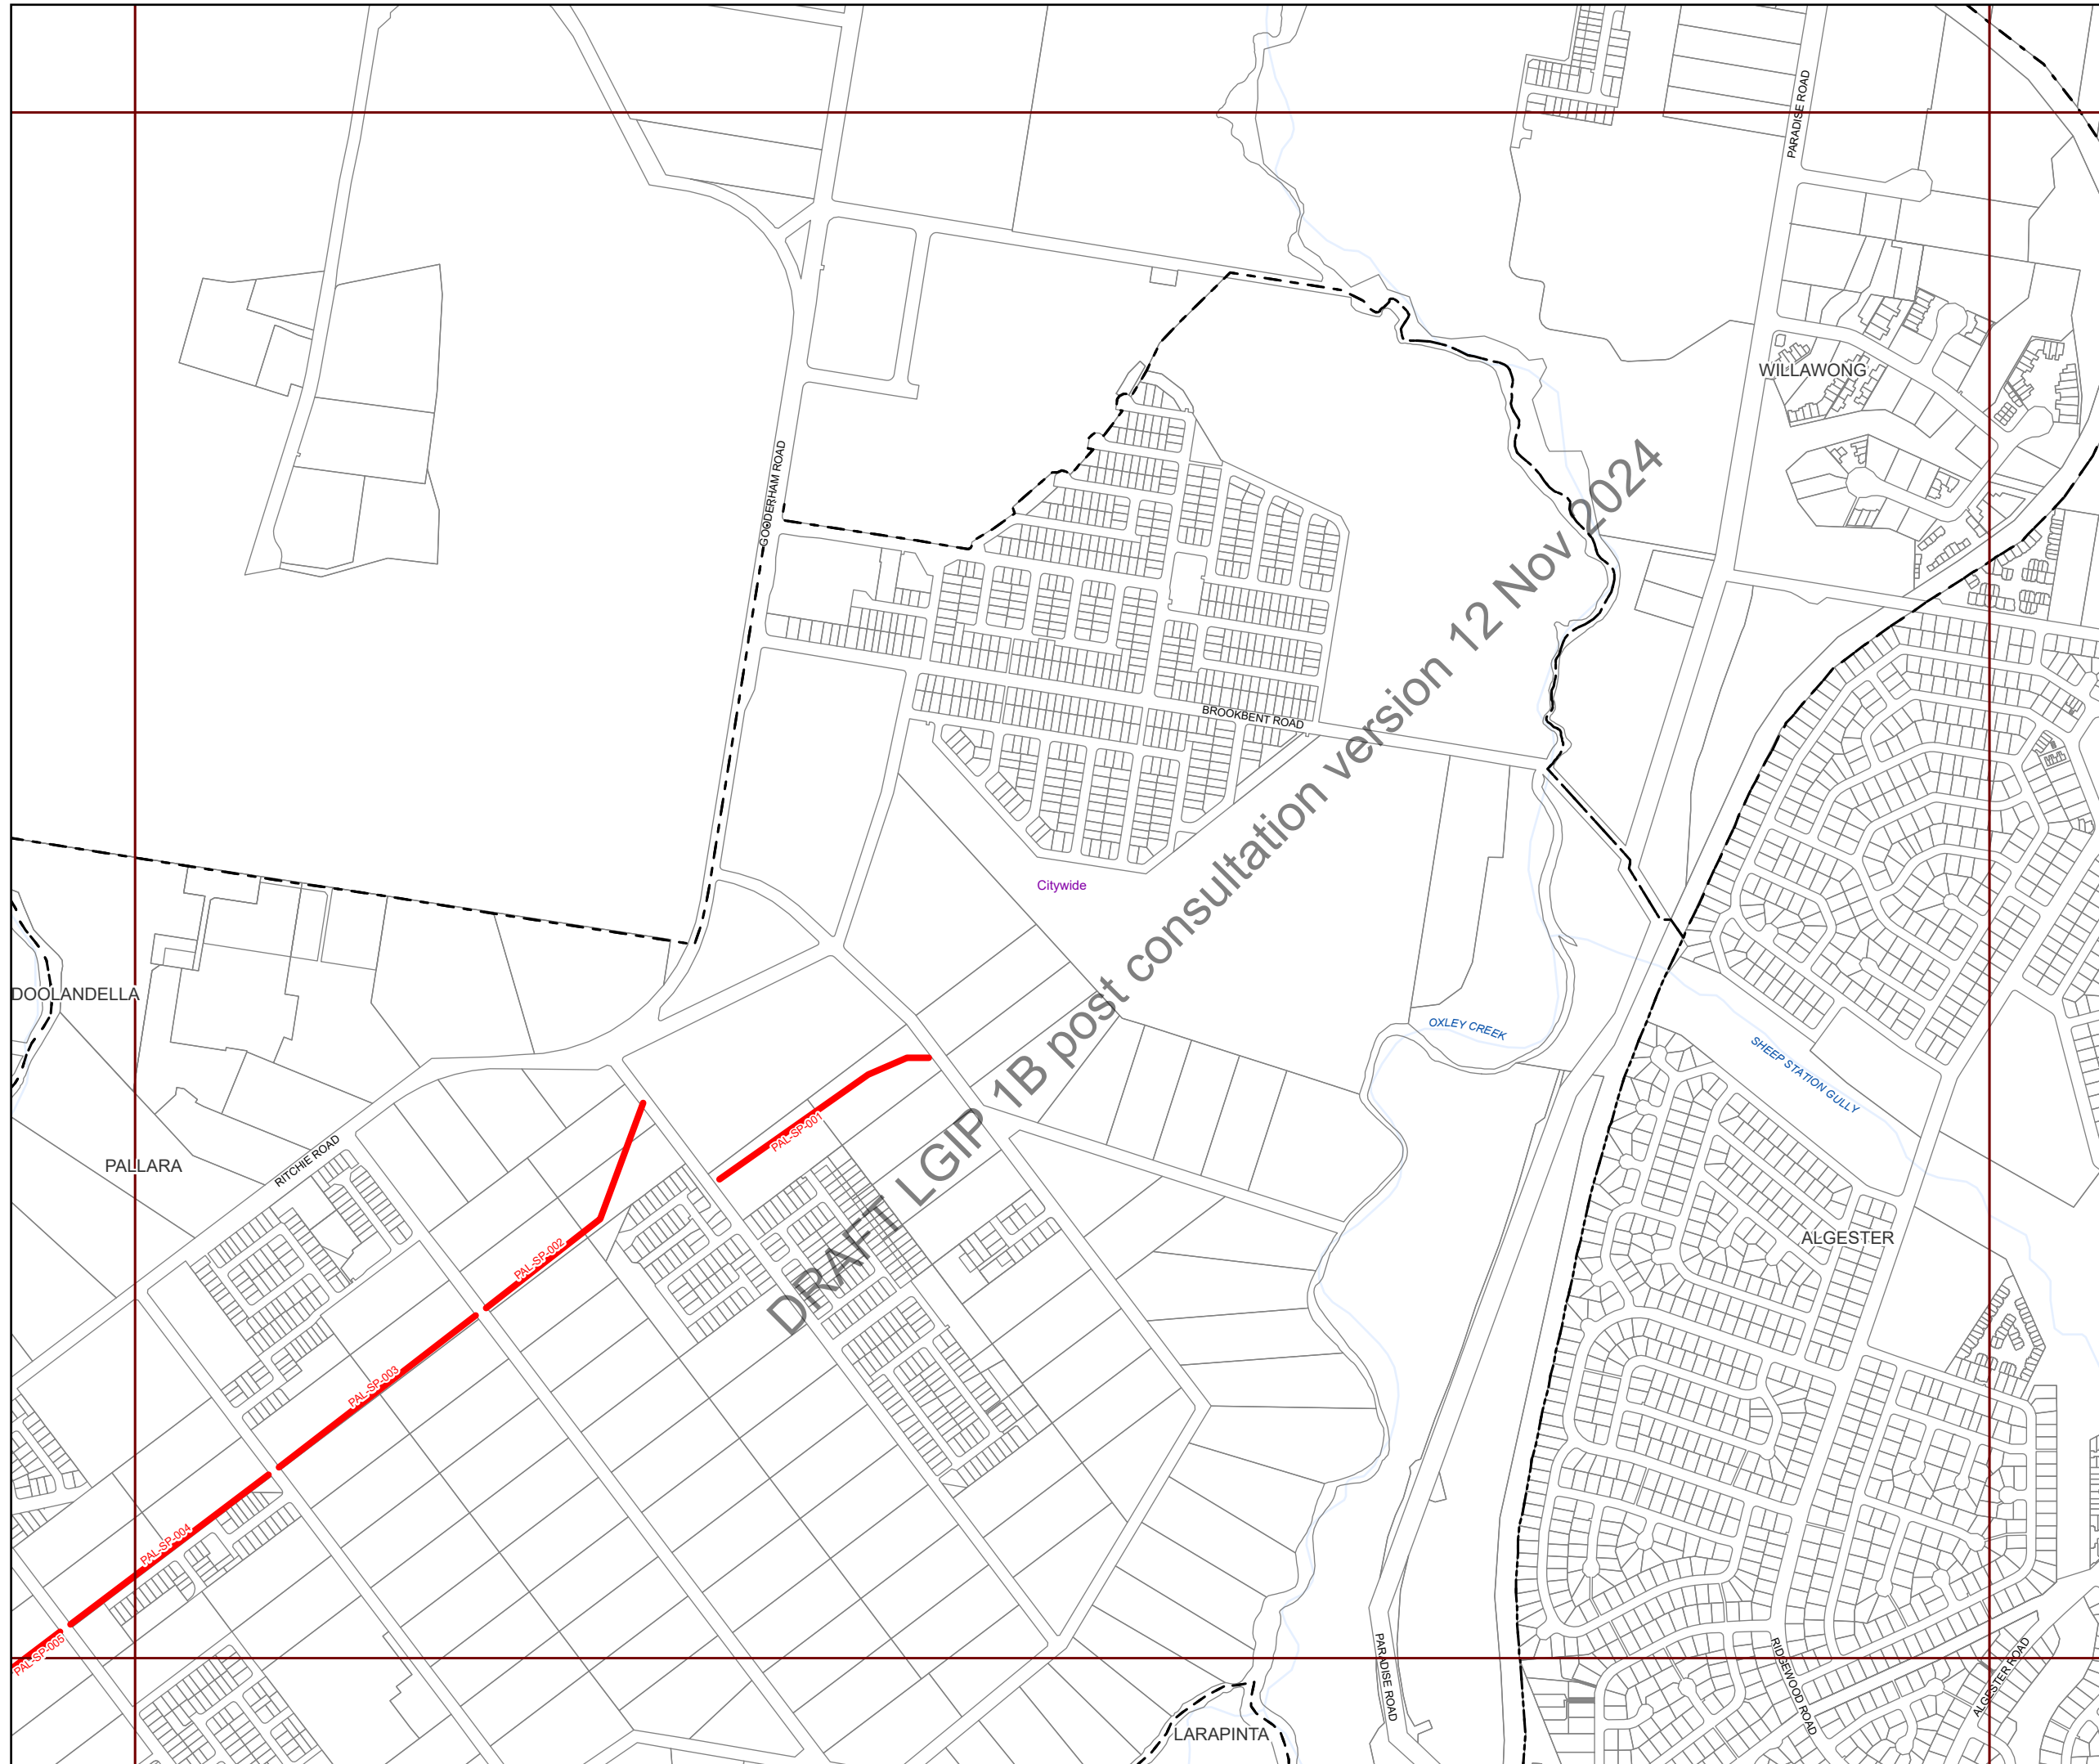 PARADISE ROAD
WILLAWONG
GOODERHAM ROAD
BROOKBENT ROAD
Citywide
DRAFT LGIP 1B post consultation version 12 Nov 2024
DOOLANDELLA
OXLEY CREEK
SHEEP STATION GULLY
PAL-SP-001
RITCHIE ROAD
PALLARA
ALGESTER
PAL-SP-002
PAL-SP-003
PAL-SP-004
PAL-SP-005
PARADISE ROAD
RIDGEWOOD ROAD
ALGESTER ROAD
LARAPINTA